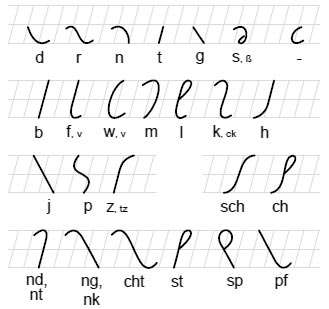 d r n t g s, ß -
b f, v w, v m l k, ck h
j p z, tz sch ch
nd, ng, cht st sp pf
nt nk